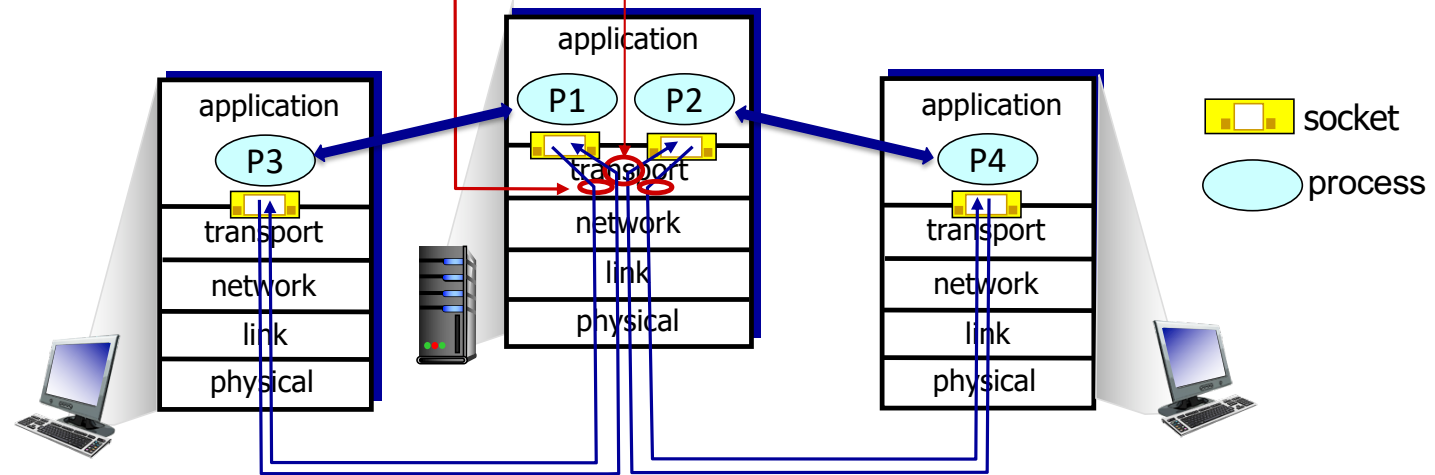 application
P1 P2
transport
network
link
physical
application
P3
transport
network
link
physical
application
P4
transport
network
link
physical
socket
process